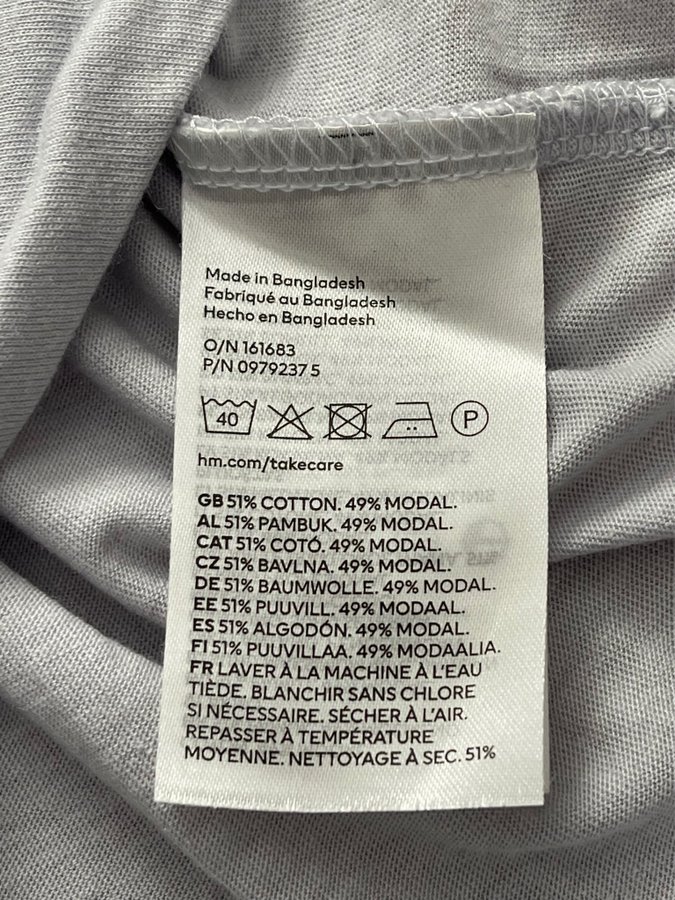 Made in Bangladesh
Fabriqué au Bangladesh
Hecho en Bangladesh
O/N 161683
P/N 0979237 5
40 P
hm.com/takecare
GB 51% COTTON. 49% MODAL.
AL 51% PAMBUK. 49% MODAL.
CAT 51% COTÓ. 49% MODAL.
CZ 51% BAVLNA. 49% MODAL.
DE 51% BAUMWOLLE. 49% MODAL.
EE 51% PUUVILL. 49% MODAAL.
ES 51% ALGODÓN. 49% MODAL.
FI 51% PUUVILLAA. 49% MODAALIA.
FR LAVER À LA MACHINE À L'EAU
TIÈDE. BLANCHIR SANS CHLORE
SI NÉCESSAIRE. SÉCHER À L'AIR.
REPASSER À TEMPÉRATURE
MOYENNE. NETTOYAGE À SEC. 51%